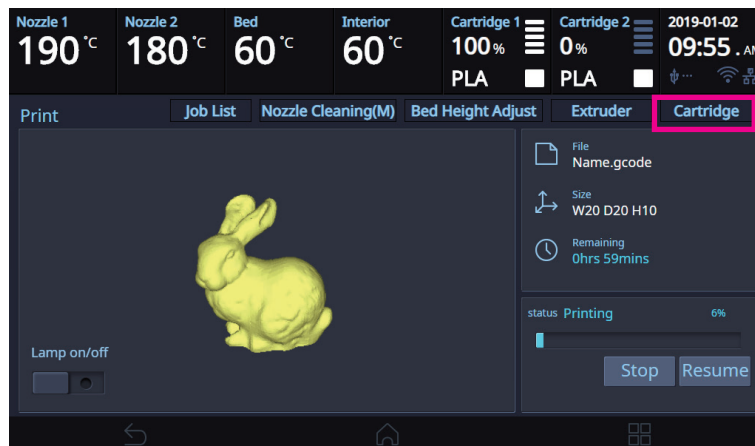 Nozzle 1
190 °C
Nozzle 2
180 °C
Bed
60 °C
Interior
60 °C
Cartridge 1
100 %
PLA
Cartridge 2
0 %
PLA
2019-01-02
09:55 . AM
Print
Job List
Nozzle Cleaning(M)
Bed Height Adjust
Extruder
Cartridge
File
Name.gcode
Size
W20 D20 H10
Remaining
0hrs 59mins
status Printing 6%
Lamp on/off
Stop
Resume